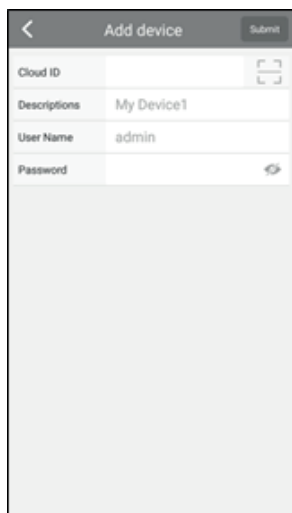 Add device Submit
Cloud ID
Descriptions My Device1
User Name admin
Password